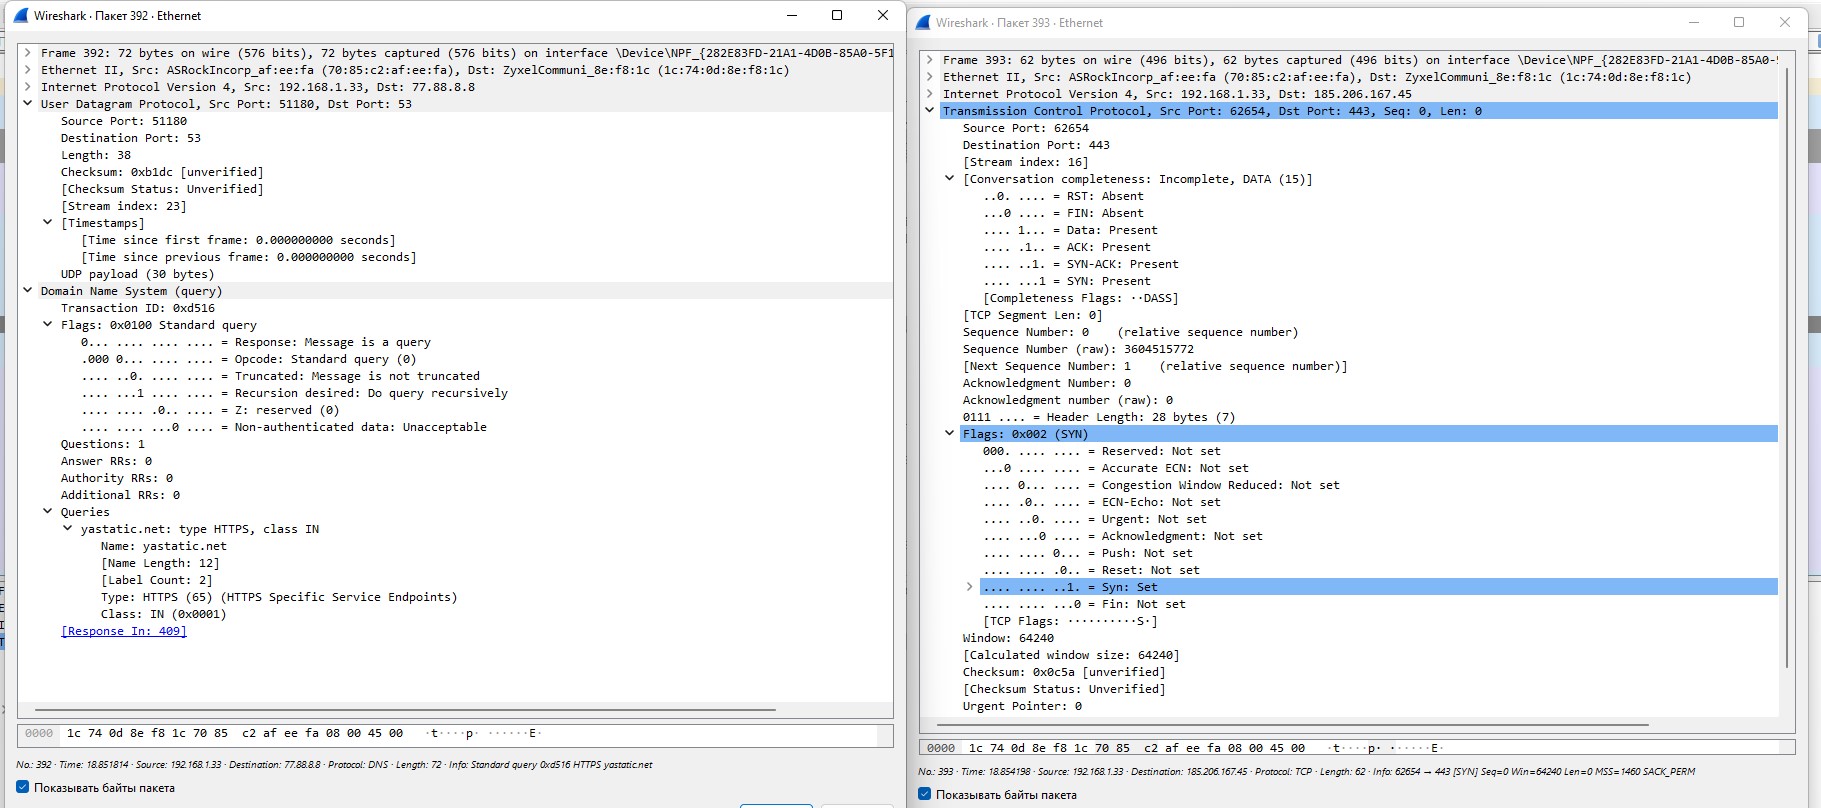 Wireshark · Пакет 392 · Ethernet
Frame 392: 72 bytes on wire (576 bits), 72 bytes captured (576 bits) on interface \Device\NPF_{282E83FD-21A1-4D0B-85A0-5F1
Ethernet II, Src: ASRockIncorp_af:ee:fa (70:85:c2:af:ee:fa), Dst: ZyxelCommuni_8e:f8:1c (1c:74:0d:8e:f8:1c)
Internet Protocol Version 4, Src: 192.168.1.33, Dst: 77.88.8.8
User Datagram Protocol, Src Port: 51180, Dst Port: 53
Source Port: 51180
Destination Port: 53
Length: 38
Checksum: 0xb1dc [unverified]
[Checksum Status: Unverified]
[Stream index: 23]
[Timestamps]
[Time since first frame: 0.000000000 seconds]
[Time since previous frame: 0.000000000 seconds]
UDP payload (30 bytes)
Domain Name System (query)
Transaction ID: 0xd516
Flags: 0x0100 Standard query
0... .... .... .... = Response: Message is a query
.000 0... .... .... = Opcode: Standard query (0)
.... ..0. .... .... = Truncated: Message is not truncated
.... ...1 .... .... = Recursion desired: Do query recursively
.... .... .0.. .... = Z: reserved (0)
.... .... ...0 .... = Non-authenticated data: Unacceptable
Questions: 1
Answer RRs: 0
Authority RRs: 0
Additional RRs: 0
Queries
yastatic.net: type HTTPS, class IN
Name: yastatic.net
[Name Length: 12]
[Label Count: 2]
Type: HTTPS (65) (HTTPS Specific Service Endpoints)
Class: IN (0x0001)
[Response In: 409]
0000 1c 74 0d 8e f8 1c 70 85 c2 af ee fa 08 00 45 00 ·t····p· ······E·
No.: 392 · Time: 18.851814 · Source: 192.168.1.33 · Destination: 77.88.8.8 · Protocol: DNS · Length: 72 · Info: Standard query 0xd516 HTTPS yastatic.net
Показывать байты пакета
Wireshark · Пакет 393 · Ethernet
Frame 393: 62 bytes on wire (496 bits), 62 bytes captured (496 bits) on interface \Device\NPF_{282E83FD-21A1-4D0B-85A0-5
Ethernet II, Src: ASRockIncorp_af:ee:fa (70:85:c2:af:ee:fa), Dst: ZyxelCommuni_8e:f8:1c (1c:74:0d:8e:f8:1c)
Internet Protocol Version 4, Src: 192.168.1.33, Dst: 185.206.167.45
Transmission Control Protocol, Src Port: 62654, Dst Port: 443, Seq: 0, Len: 0
Source Port: 62654
Destination Port: 443
[Stream index: 16]
[Conversation completeness: Incomplete, DATA (15)]
..0. .... = RST: Absent
...0 .... = FIN: Absent
.... 1... = Data: Present
.... .1.. = ACK: Present
.... ..1. = SYN-ACK: Present
.... ...1 = SYN: Present
[Completeness Flags: ··DASS]
[TCP Segment Len: 0]
Sequence Number: 0 (relative sequence number)
Sequence Number (raw): 3604515772
[Next Sequence Number: 1 (relative sequence number)]
Acknowledgment Number: 0
Acknowledgment number (raw): 0
0111 .... = Header Length: 28 bytes (7)
Flags: 0x002 (SYN)
000. .... .... = Reserved: Not set
...0 .... .... = Accurate ECN: Not set
.... 0... .... = Congestion Window Reduced: Not set
.... .0.. .... = ECN-Echo: Not set
.... ..0. .... = Urgent: Not set
.... ...0 .... = Acknowledgment: Not set
.... .... 0... = Push: Not set
.... .... .0.. = Reset: Not set
.... .... ..1. = Syn: Set
.... .... ...0 = Fin: Not set
[TCP Flags: ··········S·]
Window: 64240
[Calculated window size: 64240]
Checksum: 0x0c5a [unverified]
[Checksum Status: Unverified]
Urgent Pointer: 0
0000 1c 74 0d 8e f8 1c 70 85 c2 af ee fa 08 00 45 00 ·t····p· ······E·
No.: 393 · Time: 18.854198 · Source: 192.168.1.33 · Destination: 185.206.167.45 · Protocol: TCP · Length: 62 · Info: 62654 → 443 [SYN] Seq=0 Win=64240 Len=0 MSS=1460 SACK_PERM
Показывать байты пакета